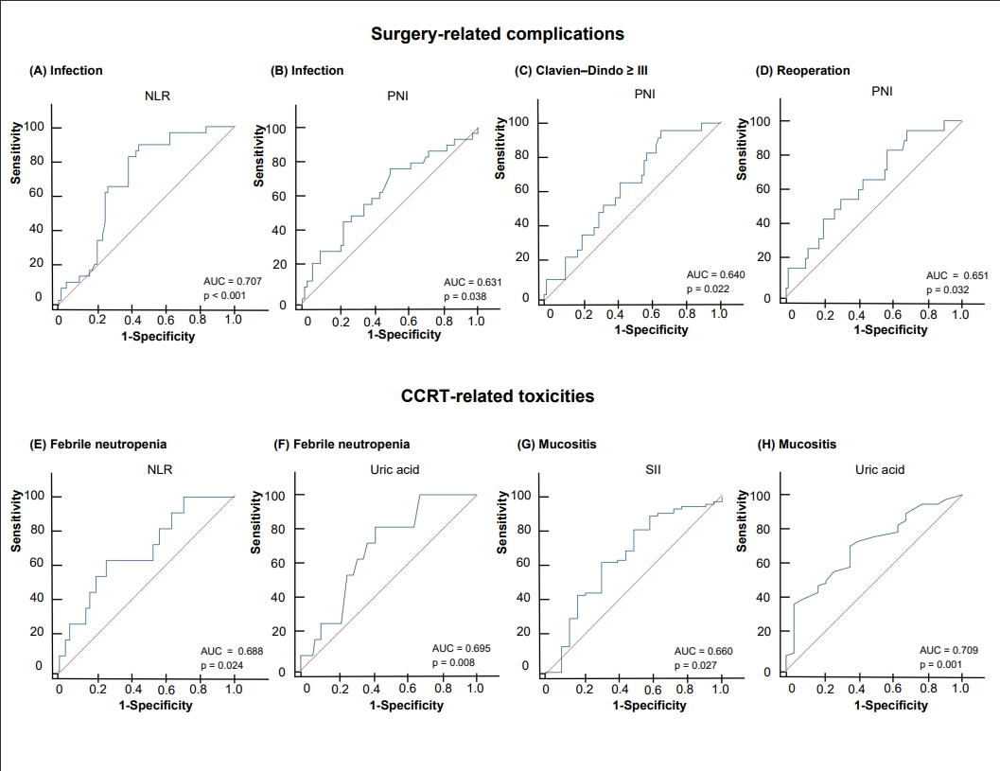 Surgery-related complications
(A) Infection
NLR
Sensitivity
100
80
60
40
20
0
AUC = 0.707
p < 0.001
0 0.2 0.4 0.6 0.8 1.0
1-Specificity
(B) Infection
PNI
Sensitivity
100
80
60
40
20
0
AUC = 0.631
p = 0.038
0 0.2 0.4 0.6 0.8 1.0
1-Specificity
(C) Clavien–Dindo ≥ III
PNI
Sensitivity
100
80
60
40
20
0
AUC = 0.640
p = 0.022
0 0.2 0.4 0.6 0.8 1.0
1-Specificity
(D) Reoperation
PNI
Sensitivity
100
80
60
40
20
0
AUC = 0.651
p = 0.032
0 0.2 0.4 0.6 0.8 1.0
1-Specificity
CCRT-related toxicities
(E) Febrile neutropenia
NLR
Sensitivity
100
80
60
40
20
0
AUC = 0.688
p = 0.024
0 0.2 0.4 0.6 0.8 1.0
1-Specificity
(F) Febrile neutropenia
Uric acid
Sensitivity
100
80
60
40
20
0
AUC = 0.695
p = 0.008
0 0.2 0.4 0.6 0.8 1.0
1-Specificity
(G) Mucositis
SII
Sensitivity
100
80
60
40
20
0
AUC = 0.660
p = 0.027
0 0.2 0.4 0.6 0.8 1.0
1-Specificity
(H) Mucositis
Uric acid
Sensitivity
100
80
60
40
20
0
AUC = 0.709
p = 0.001
0 0.2 0.4 0.6 0.8 1.0
1-Specificity